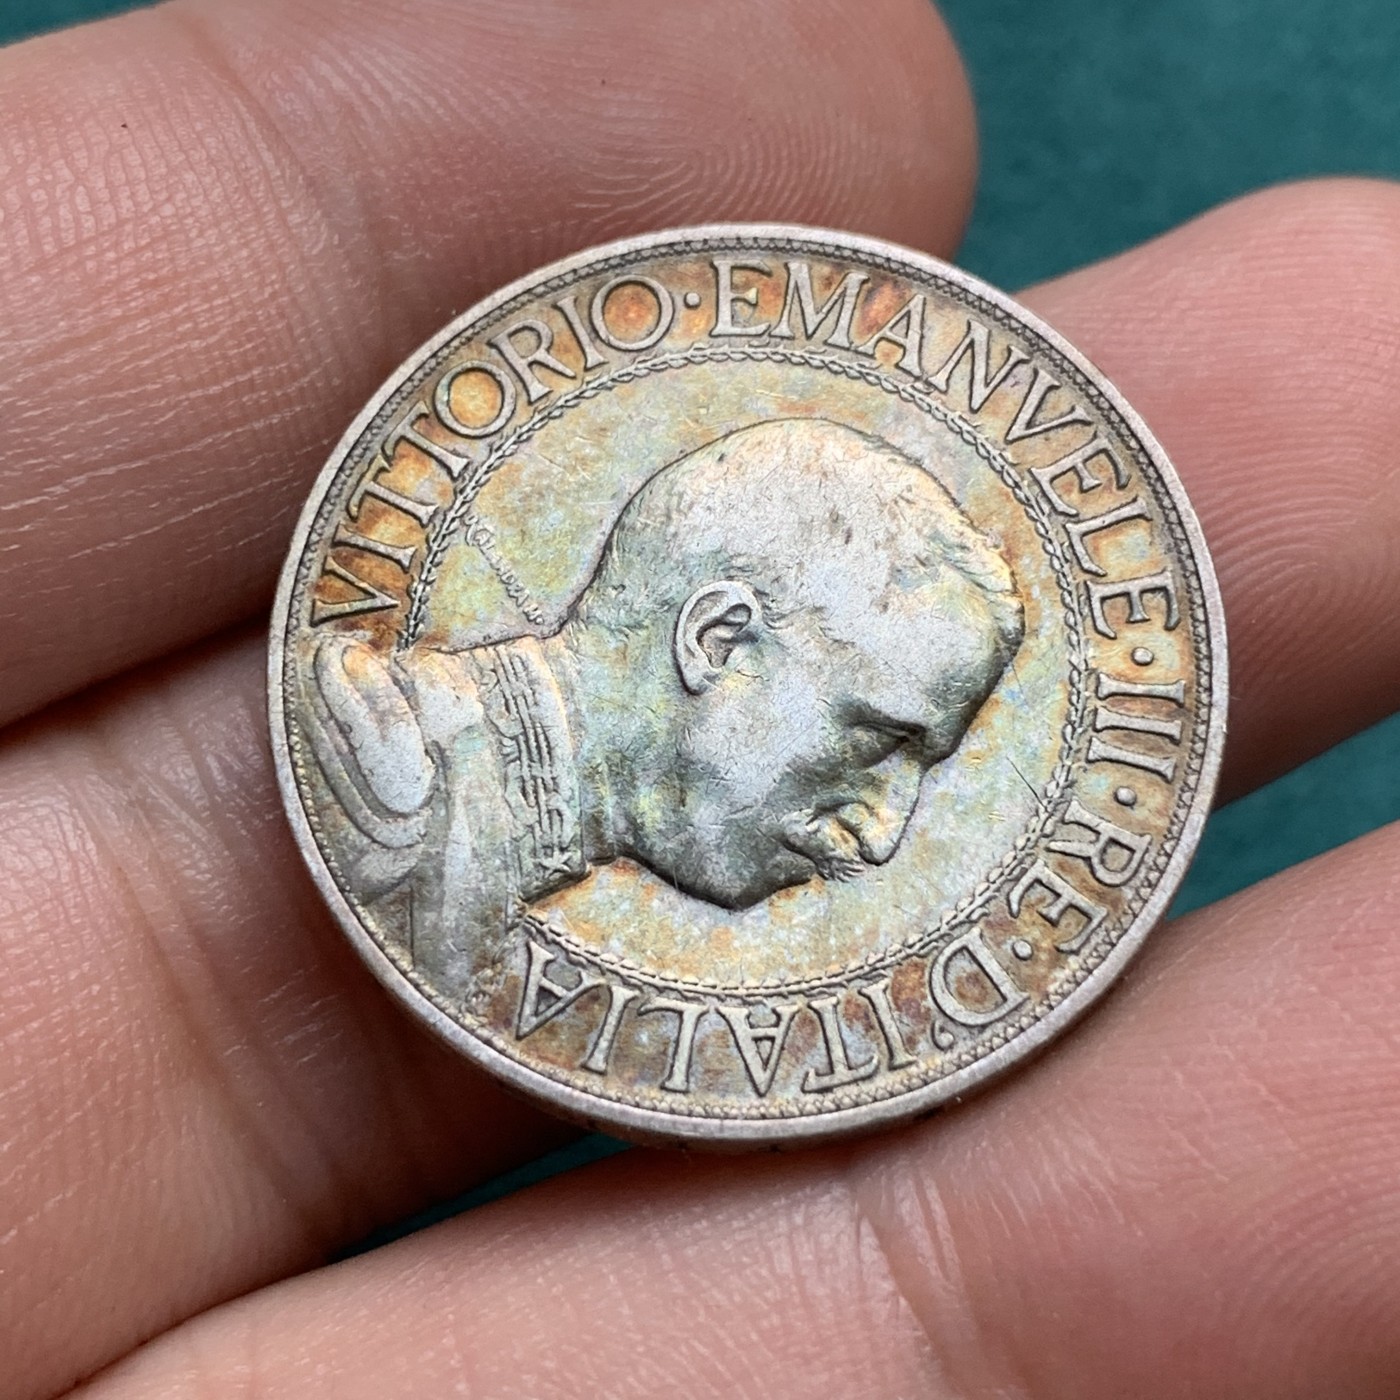 VITTORIO · EMANVELE · III · RE · D'ITALIA